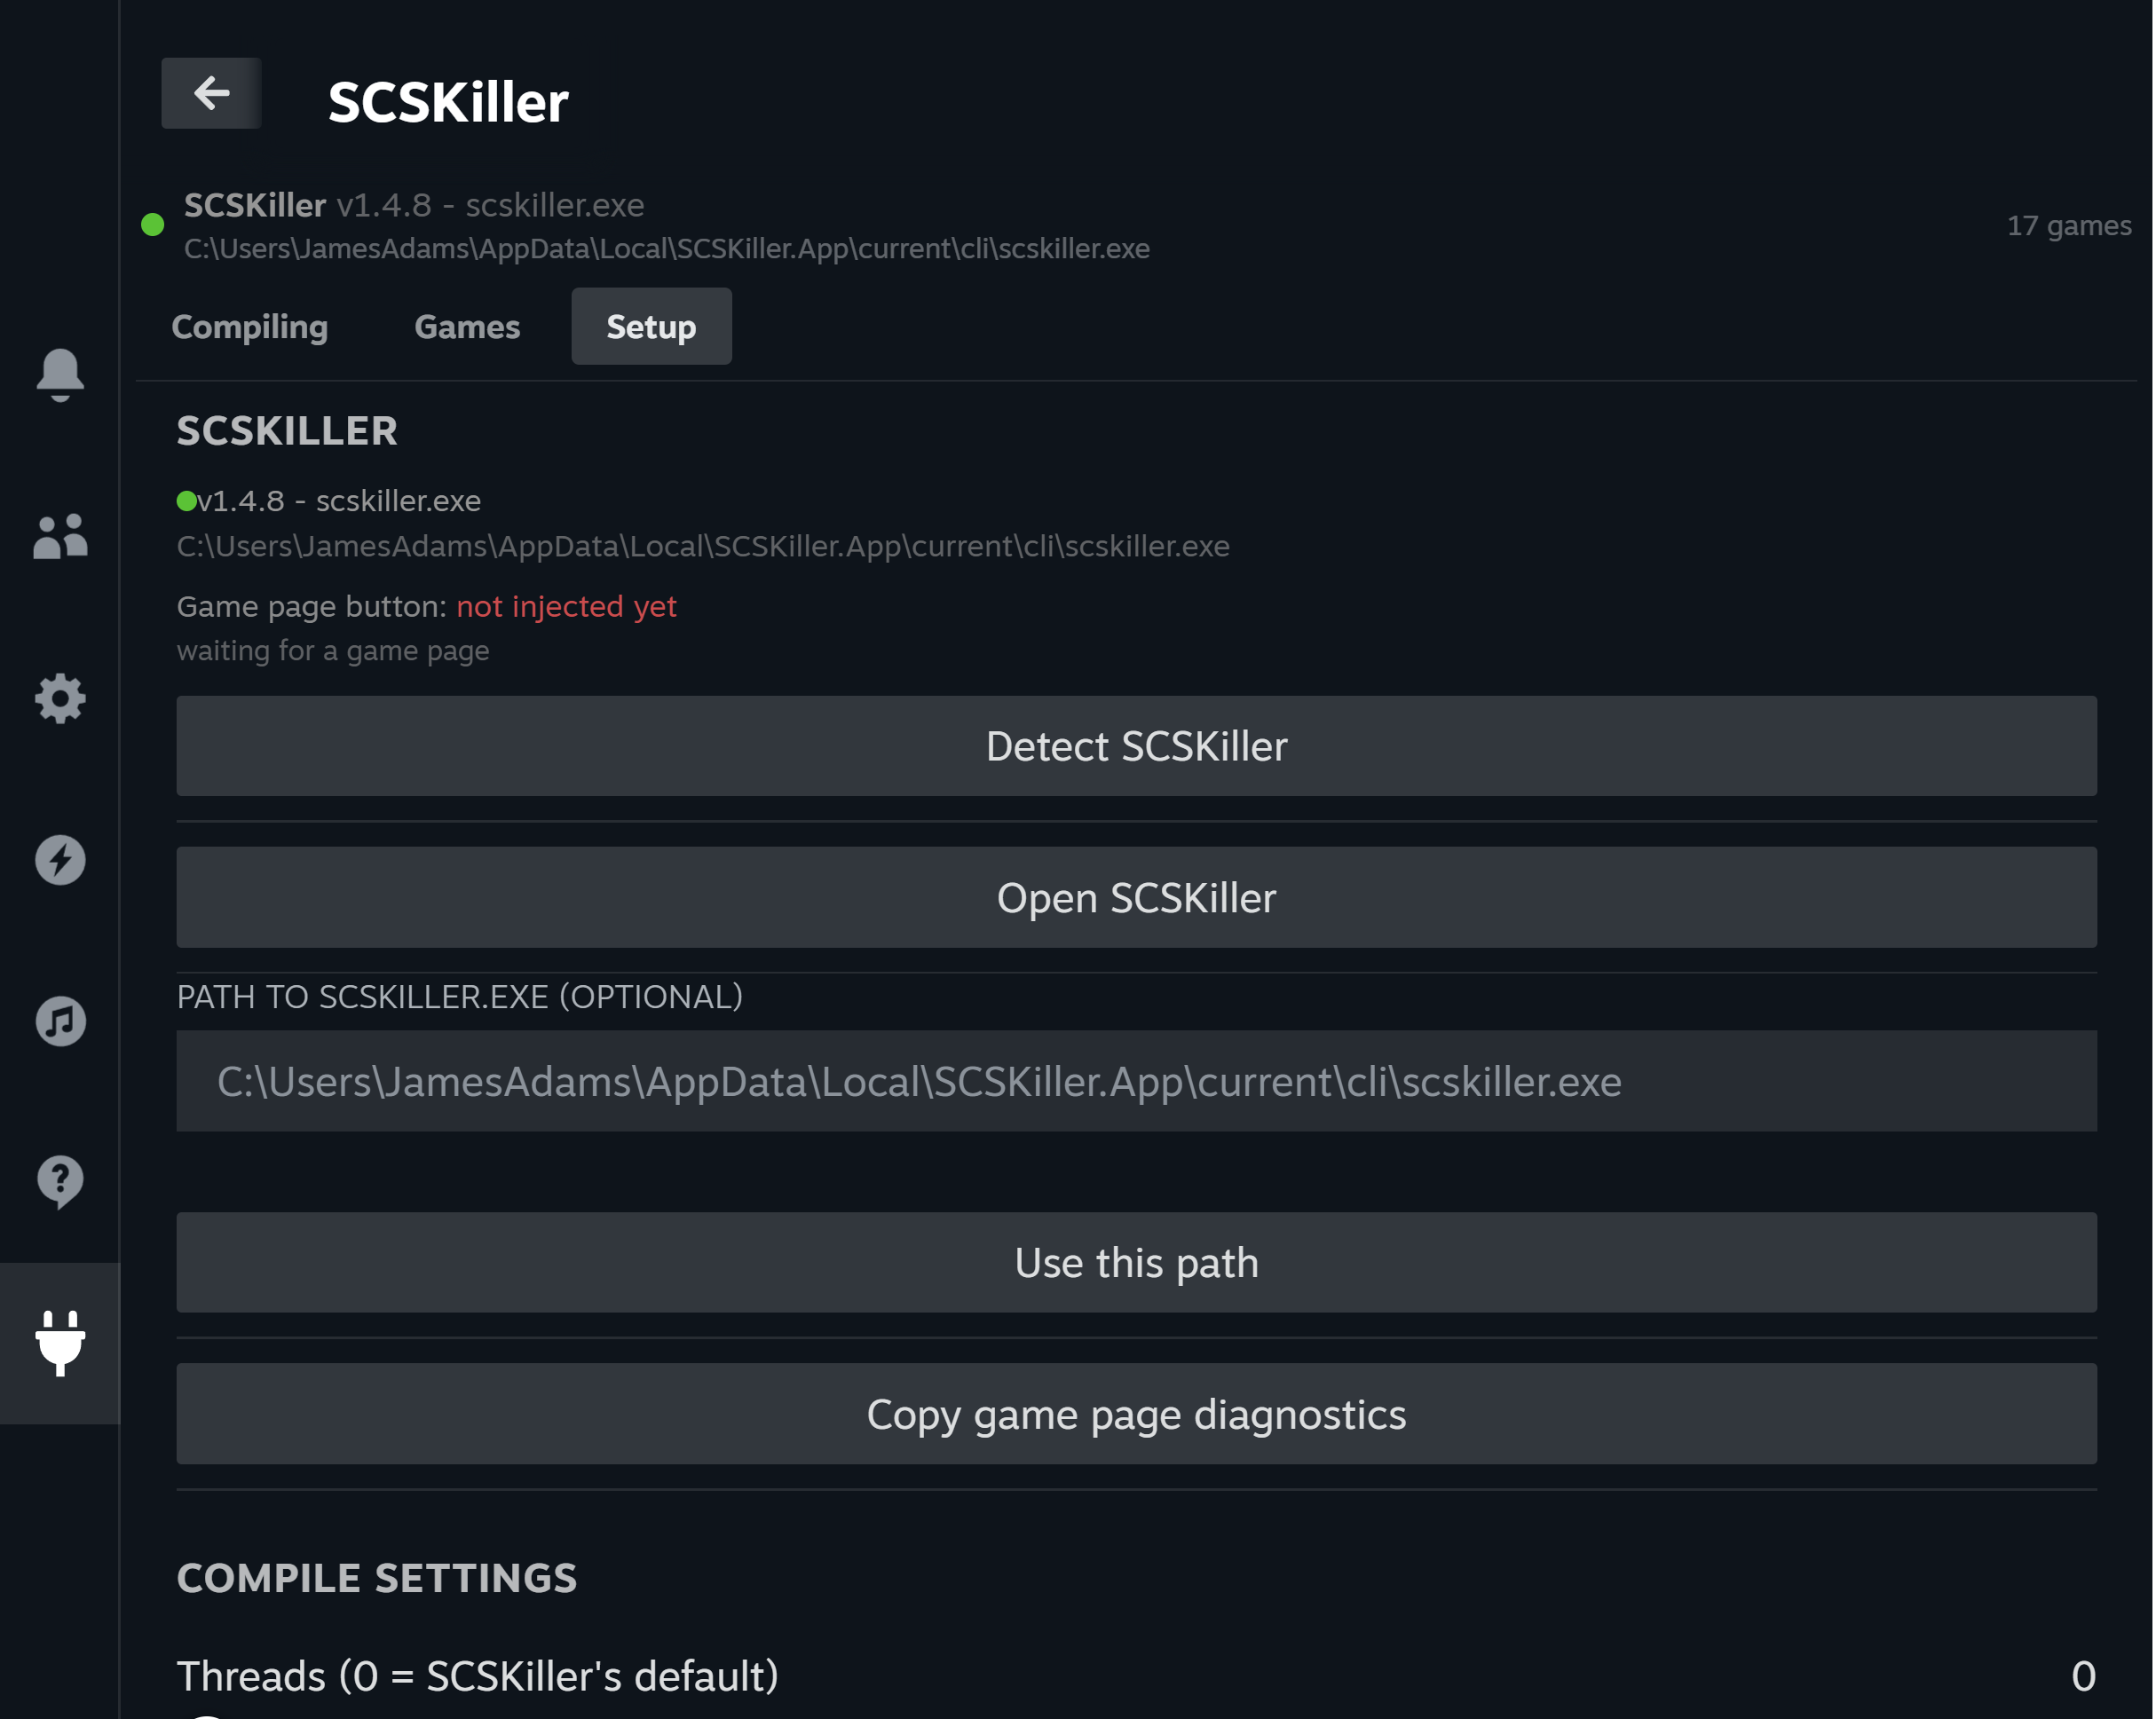 SCSKiller
SCSKiller v1.4.8 - scskiller.exe
C:\Users\JamesAdams\AppData\Local\SCSKiller.App\current\cli\scskiller.exe
17 games
Compiling
Games
Setup
SCSKILLER
v1.4.8 - scskiller.exe
C:\Users\JamesAdams\AppData\Local\SCSKiller.App\current\cli\scskiller.exe
Game page button: not injected yet
waiting for a game page
Detect SCSKiller
Open SCSKiller
PATH TO SCSKILLER.EXE (OPTIONAL)
C:\Users\JamesAdams\AppData\Local\SCSKiller.App\current\cli\scskiller.exe
Use this path
Copy game page diagnostics
COMPILE SETTINGS
Threads (0 = SCSKiller's default)
0